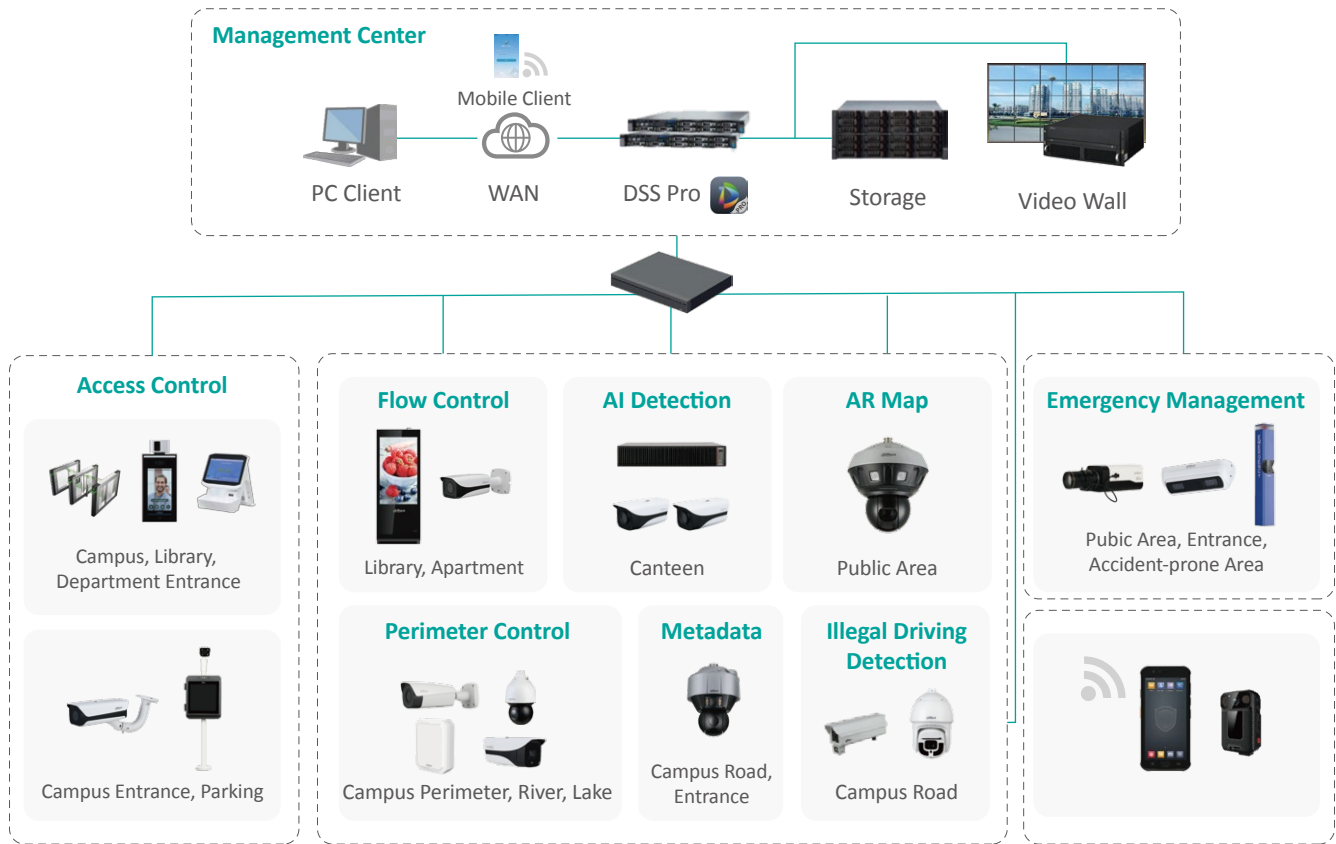 Management Center
Mobile Client
PC Client
WAN
DSS Pro
PRO
Storage
Video Wall
Access Control
Campus, Library,
Department Entrance
Campus Entrance, Parking
Flow Control
Library, Apartment
AI Detection
Canteen
AR Map
Public Area
Perimeter Control
Campus Perimeter, River, Lake
Metadata
Campus Road,
Entrance
Illegal Driving
Detection
Campus Road
Emergency Management
Pubic Area, Entrance,
Accident-prone Area